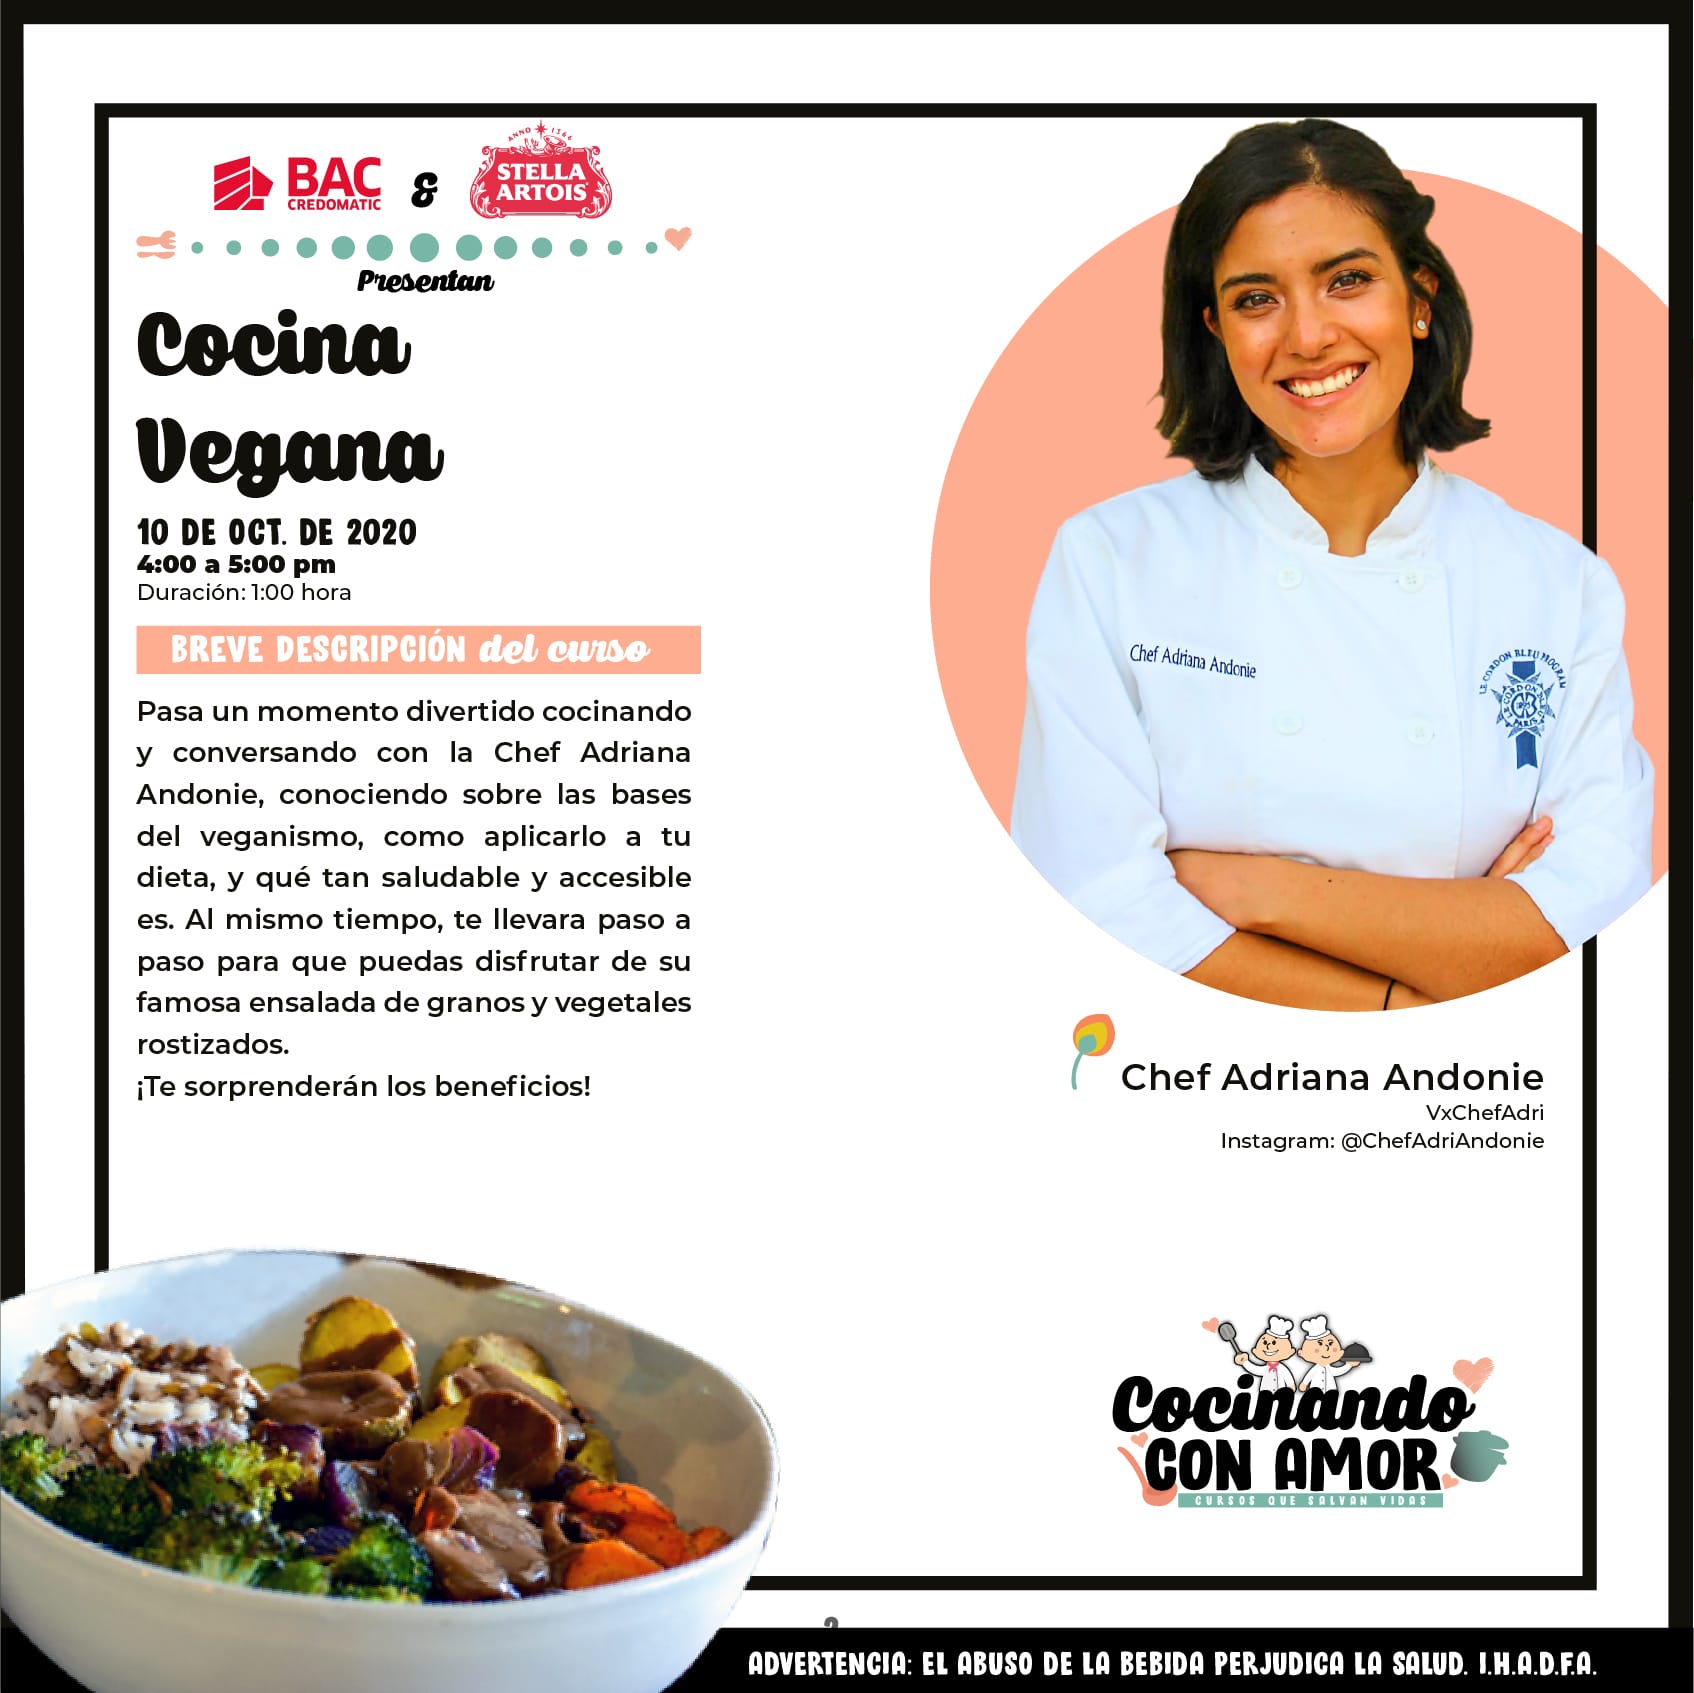 BAC
CREDOMATIC
&
ANNO 1366
STELLA
ARTOIS
Presentan
Cocina
Vegana
10 DE OCT. DE 2020
4:00 a 5:00 pm
Duración: 1:00 hora
BREVE DESCRIPCIÓN del curso
Pasa un momento divertido cocinando
y conversando con la Chef Adriana
Andonie, conociendo sobre las bases
del veganismo, como aplicarlo a tu
dieta, y qué tan saludable y accesible
es. Al mismo tiempo, te llevara paso a
paso para que puedas disfrutar de su
famosa ensalada de granos y vegetales
rostizados.
¡Te sorprenderán los beneficios!
Chef Adriana Andonie
LE CORDON BLEU PROGRAM
LE CORDON BLEU
PARIS
Chef Adriana Andonie
VxChefAdri
Instagram: @ChefAdriAndonie
Cocinando
CON AMOR
CURSOS QUE SALVAN VIDAS
ADVERTENCIA: EL ABUSO DE LA BEBIDA PERJUDICA LA SALUD. I.H.A.D.F.A.